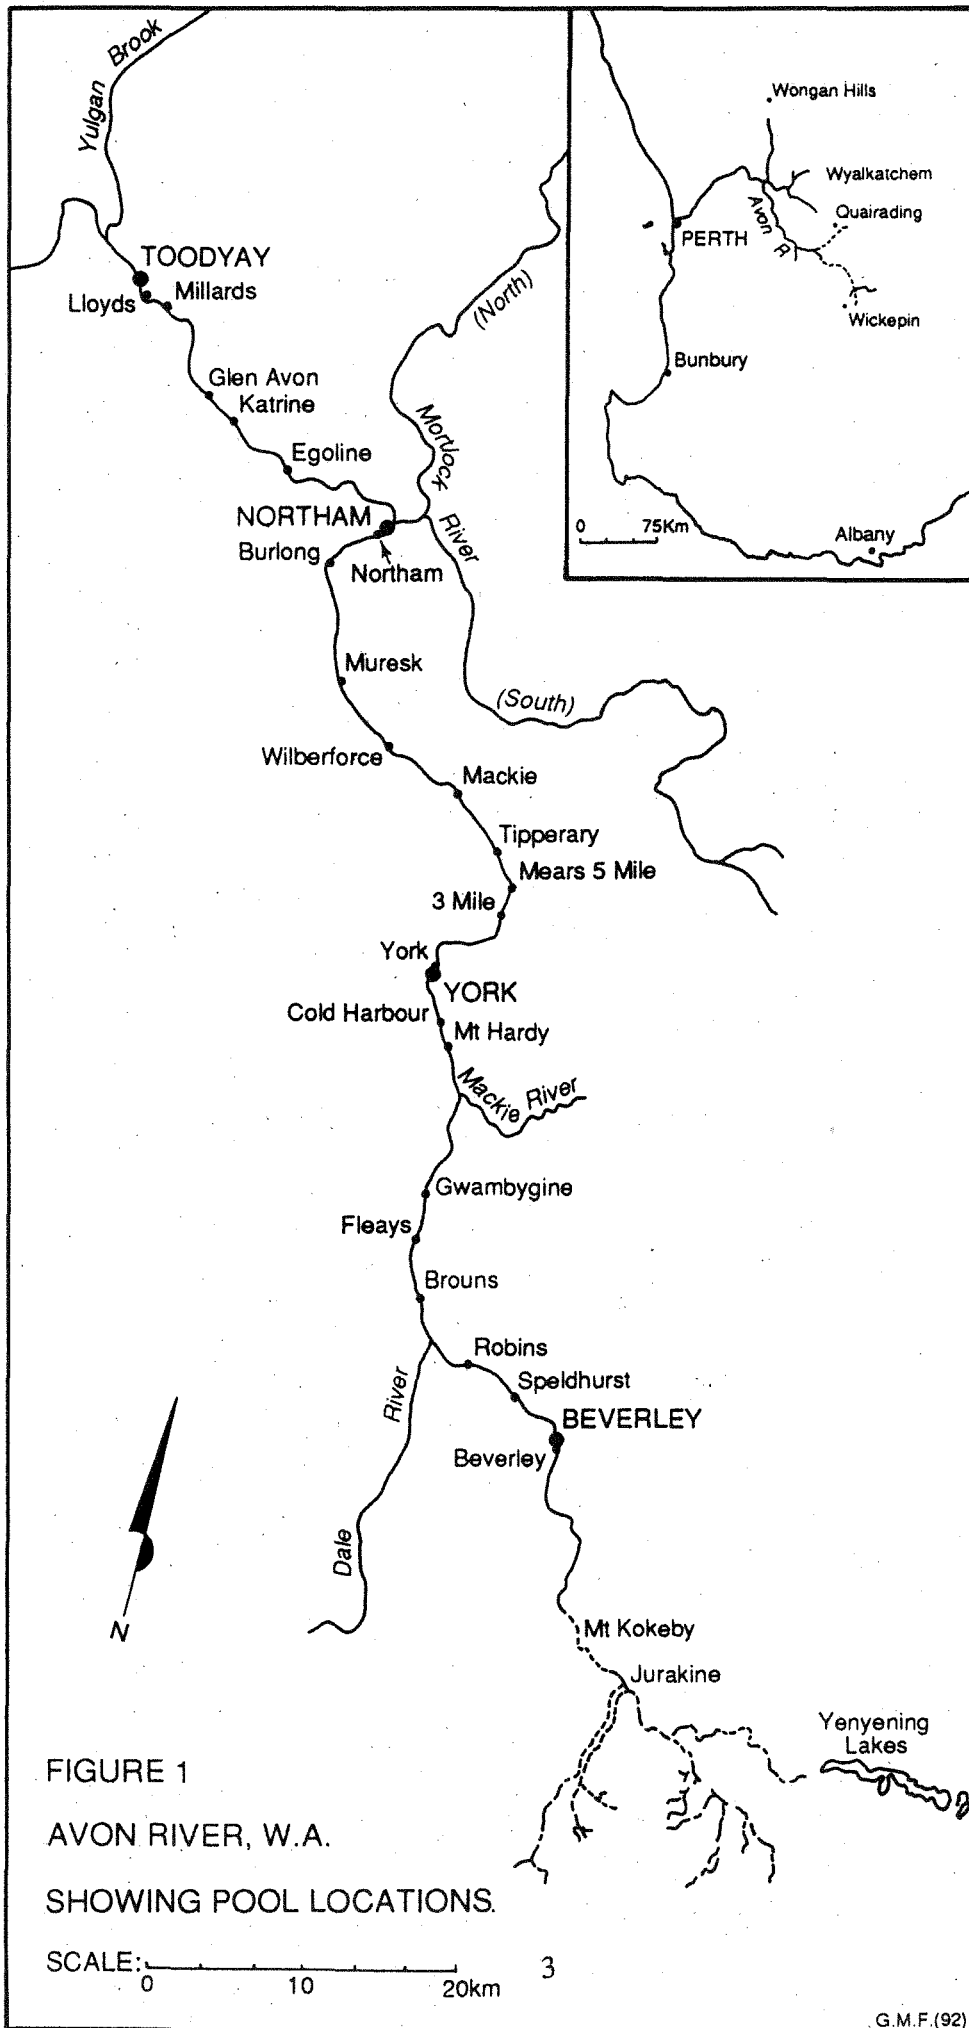 Yulgan Brook
TOODYAY
Lloyds
Millards
Glen Avon
Katrine
Egoline
NORTHAM
Burlong
Northam
(North)
Mortlock
River
(South)
Muresk
Wilberforce
Mackie
Tipperary
Mears 5 Mile
3 Mile
York
YORK
Cold Harbour
Mt Hardy
Mackie River
Gwambygine
Fleays
Brouns
Robins
Speldhurst
BEVERLEY
Beverley
Dale River
Mt Kokeby
Jurakine
Yenyening
Lakes
N
Wongan Hills
Wyalkatchem
Quairading
Avon R
PERTH
Wickepin
Bunbury
0 75Km
Albany
FIGURE 1
AVON RIVER, W.A.
SHOWING POOL LOCATIONS.
SCALE:
0 10 20km
3
G.M.F.(92)